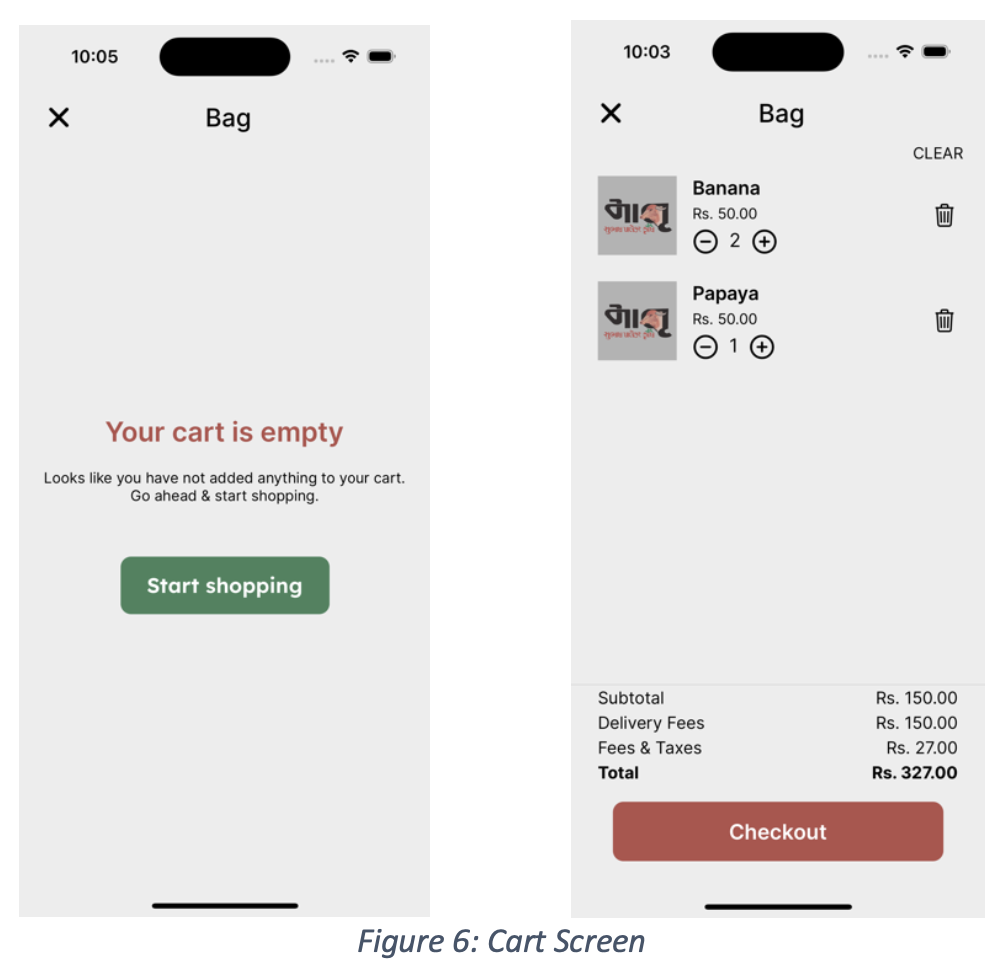 10:05
Bag
Your cart is empty
Looks like you have not added anything to your cart.
Go ahead & start shopping.
Start shopping
10:03
Bag
CLEAR
Banana
Rs. 50.00
2
Papaya
Rs. 50.00
1
Subtotal Rs. 150.00
Delivery Fees Rs. 150.00
Fees & Taxes Rs. 27.00
Total Rs. 327.00
Checkout
Figure 6: Cart Screen